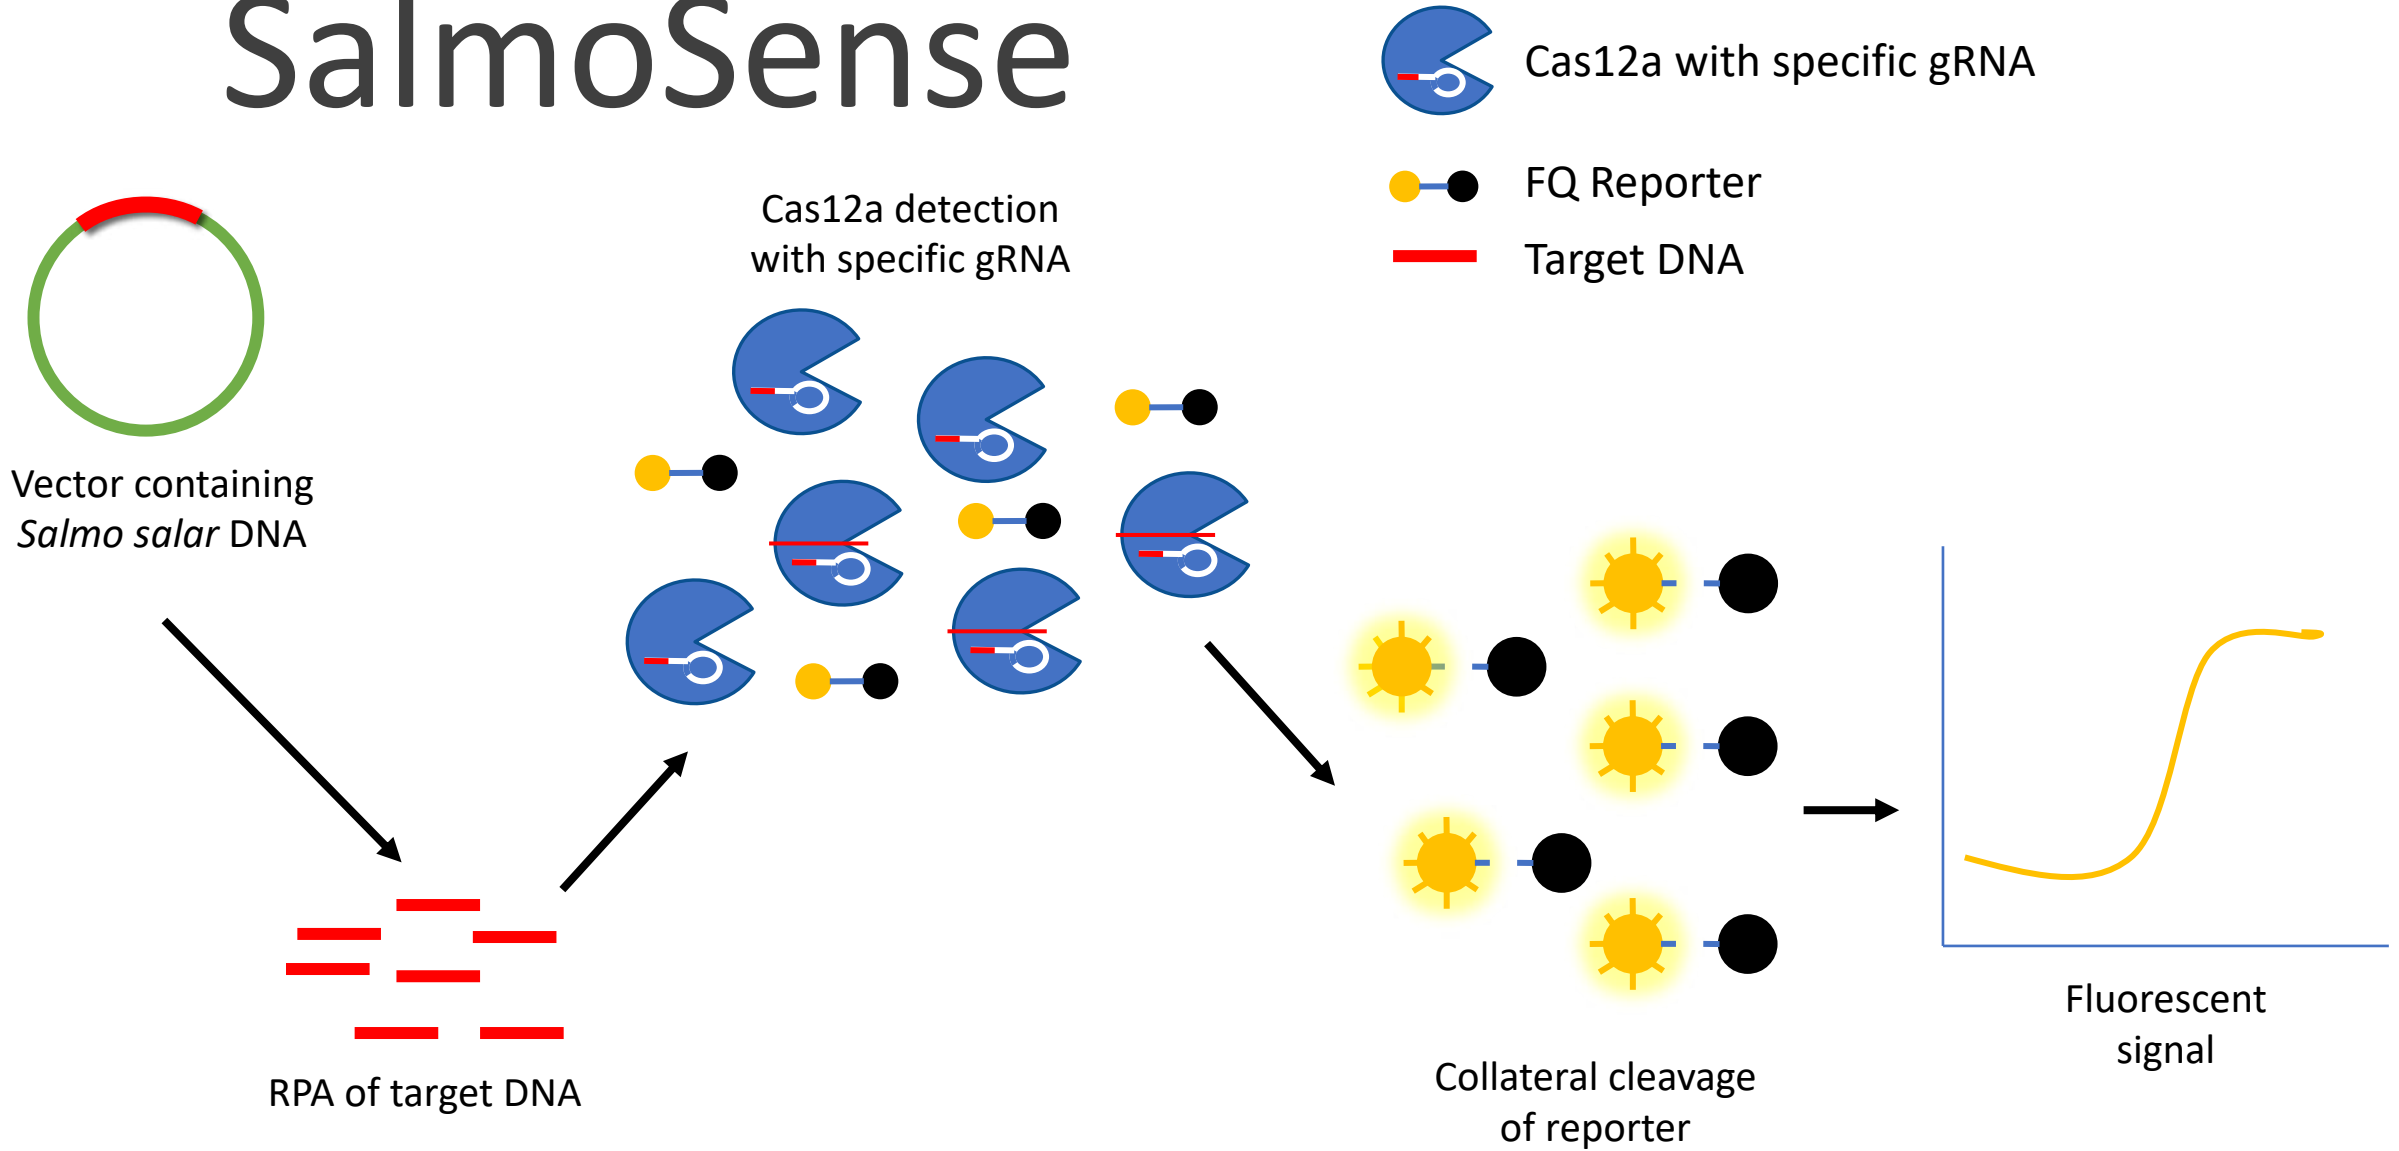 SalmoSense
Cas12a with specific gRNA
FQ Reporter
Target DNA
Cas12a detection
with specific gRNA
Vector containing
Salmo salar DNA
RPA of target DNA
Collateral cleavage
of reporter
Fluorescent
signal